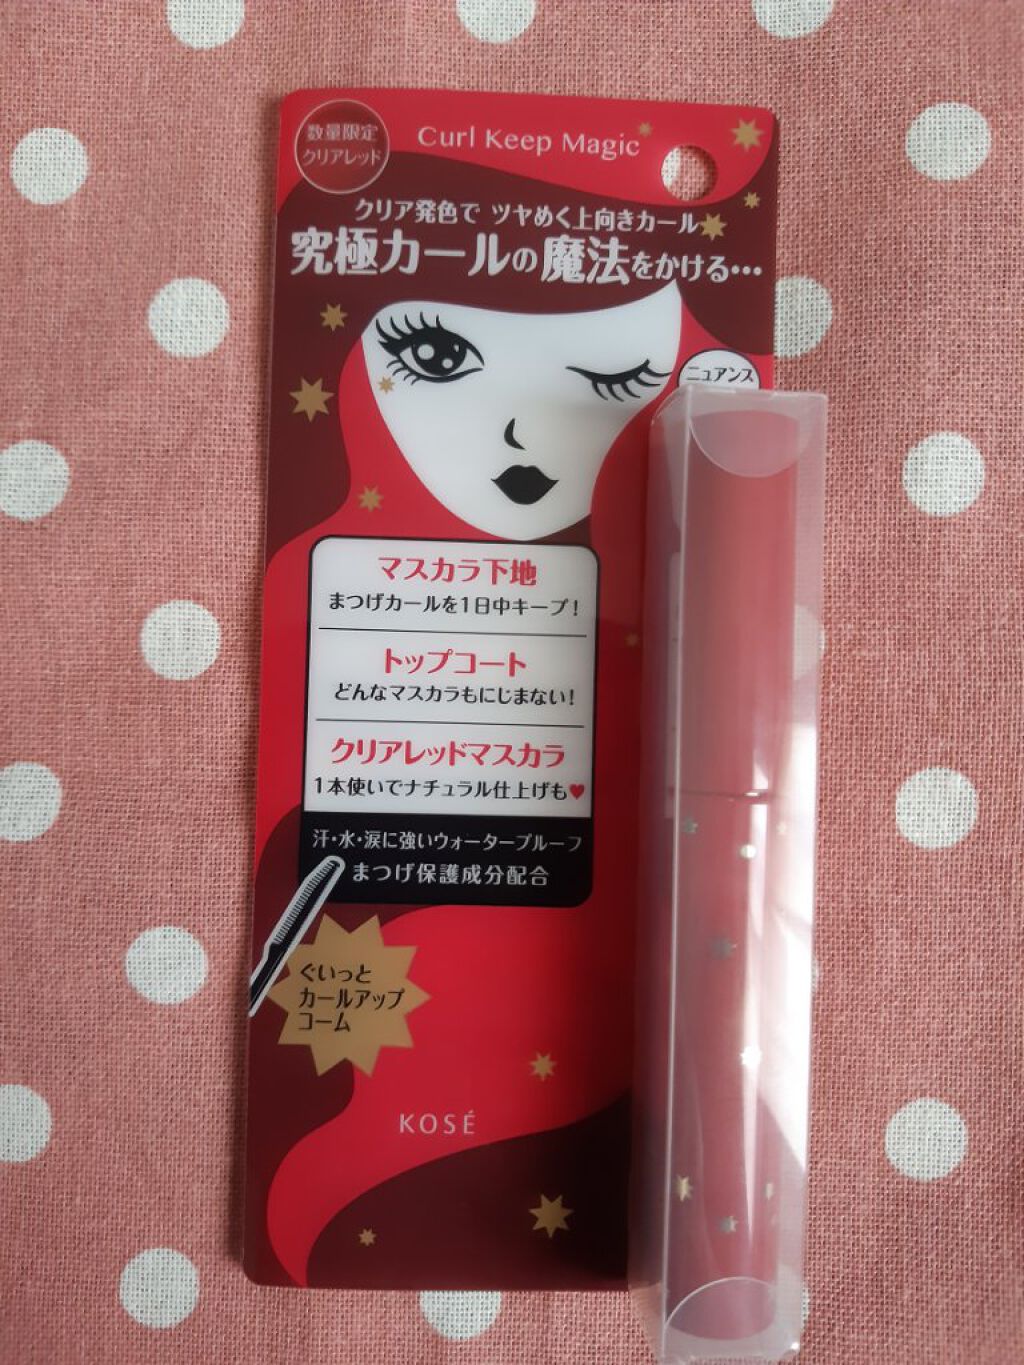 数量限定
クリアレッド
Curl Keep Magic
クリア発色で ツヤめく上向きカール
究極カールの魔法をかける…
ニュアンス
マスカラ下地
まつげカールを1日中キープ!
トップコート
どんなマスカラもにじまない!
クリアレッドマスカラ
1本使いでナチュラル仕上げも♥
汗・水・涙に強いウォータープルーフ
まつげ保護成分配合
ぐいっと
カールアップ
コーム
KOSÉ